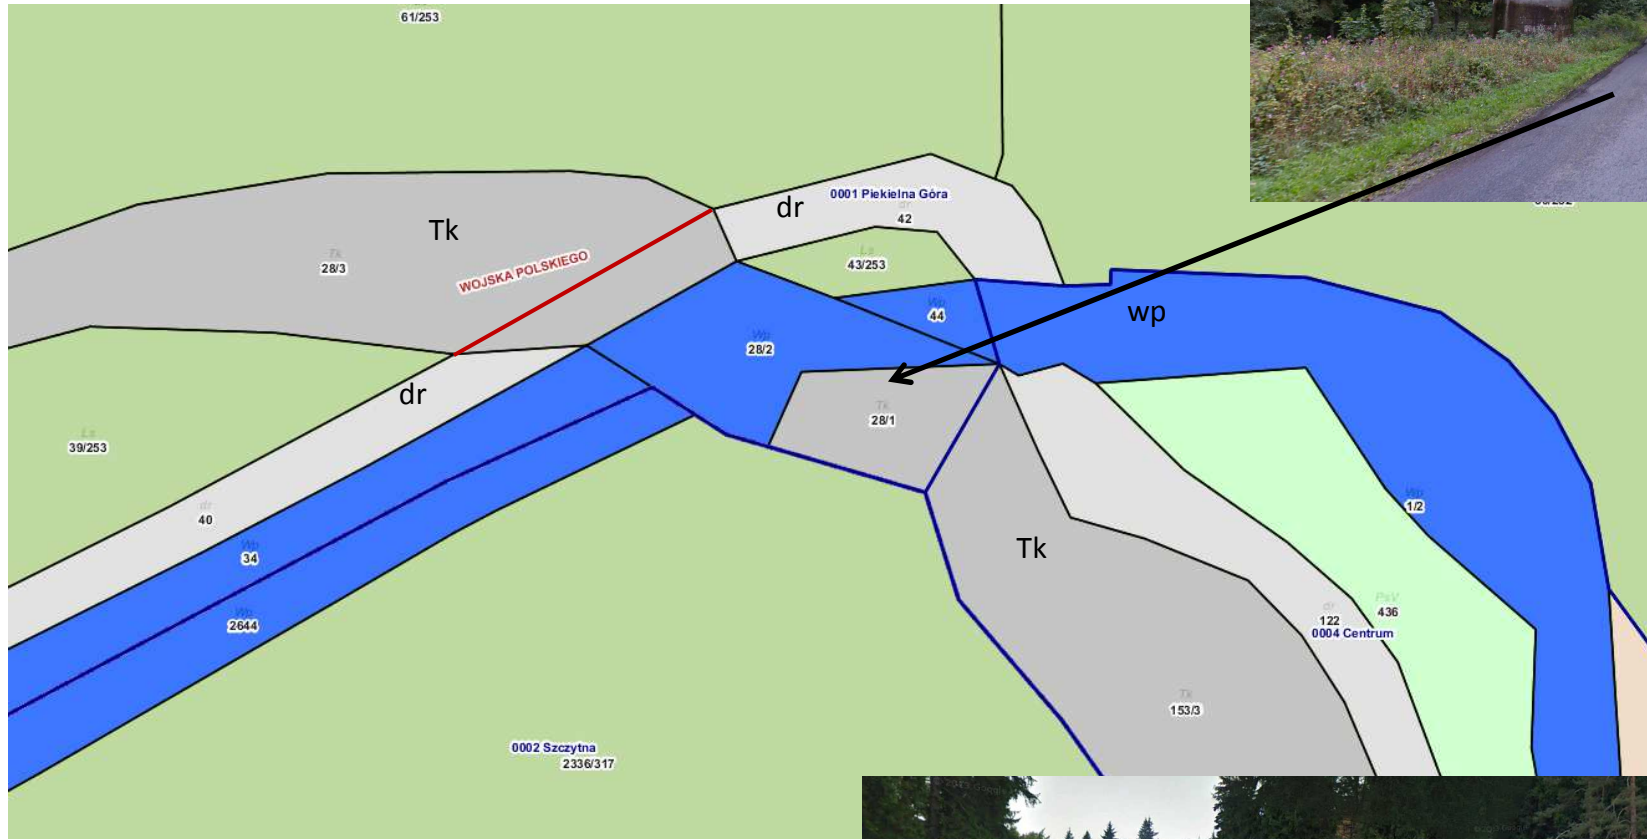 61/253
0001 Piekielna Góra
dr
dr
42
Tk
Tk
28/3
WOJSKA POLSKIEGO
Ls
43/253
Wp
44
wp
Wp
28/2
dr
Tk
28/1
Ls
39/253
Wp
1/2
dr
40
Tk
Wp
34
PsV
436
dr
122
0004 Centrum
Wp
2644
Tk
153/3
0002 Szczytna
2336/317